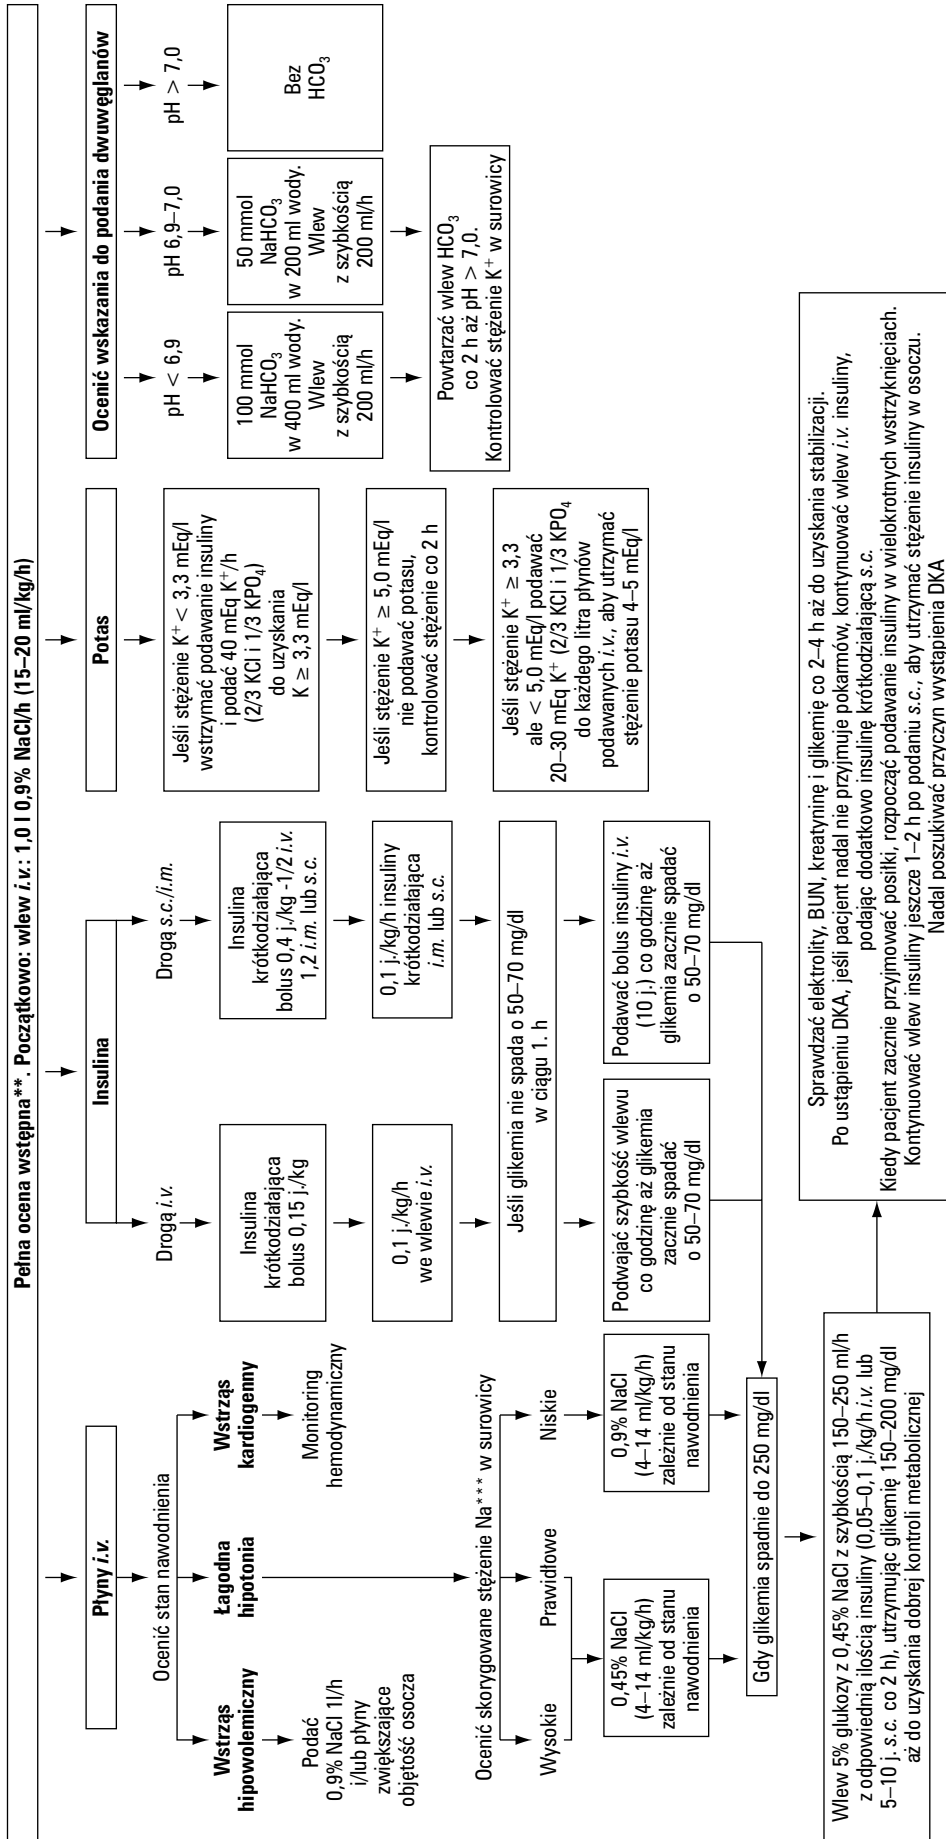 Pełna ocena wstępna**. Początkowo: wlew i.v.: 1,0 l 0,9% NaCl/h (15–20 ml/kg/h)
Płyny i.v.
Ocenić stan nawodnienia
Wstrząs
hipowolemiczny
Podać
0,9% NaCl 1l/h
i/lub płyny
zwiększające
objętość osocza
Łagodna
hipotonia
Wstrząs
kardiogenny
Monitoring
hemodynamiczny
Ocenić skorygowane stężenie Na*** w surowicy
Wysokie
Prawidłowe
Niskie
0,45% NaCl
(4–14 ml/kg/h)
zależnie od stanu
nawodnienia
0,9% NaCl
(4–14 ml/kg/h)
zależnie od stanu
nawodnienia
Insulina
Drogą i.v.
Insulina
krótkodziałająca
bolus 0,15 j./kg
0,1 j./kg/h
we wlewie i.v.
Drogą s.c./i.m.
Insulina
krótkodziałająca
bolus 0,4 j./kg -1/2 i.v.
1,2 i.m. lub s.c.
0,1 j./kg/h insuliny
krótkodziałająca
i.m. lub s.c.
Jeśli glikemia nie spada o 50–70 mg/dl
w ciągu 1. h
Podwajać szybkość wlewu
co godzinę aż glikemia
zacznie spadać
o 50–70 mg/dl
Podawać bolus insuliny i.v.
(10 j.) co godzinę aż
glikemia zacznie spadać
o 50–70 mg/dl
Potas
Jeśli stężenie K⁺ < 3,3 mEq/l
wstrzymać podawanie insuliny
i podać 40 mEq K⁺/h
(2/3 KCl i 1/3 KPO₄)
do uzyskania
K ≥ 3,3 mEq/l
Jeśli stężenie K⁺ ≥ 5,0 mEq/l
nie podawać potasu,
kontrolować stężenie co 2 h
Jeśli stężenie K⁺ ≥ 3,3
ale < 5,0 mEq/l podawać
20–30 mEq K⁺ (2/3 KCl i 1/3 KPO₄
do każdego litra płynów
podawanych i.v., aby utrzymać
stężenie potasu 4–5 mEq/l
Ocenić wskazania do podania dwuwęglanów
pH < 6,9
100 mmol
NaHCO₃
w 400 ml wody.
Wlew
z szybkością
200 ml/h
pH 6,9–7,0
50 mmol
NaHCO₃
w 200 ml wody.
Wlew
z szybkością
200 ml/h
pH > 7,0
Bez
HCO₃
Powtarzać wlew HCO₃
co 2 h aż pH > 7,0.
Kontrolować stężenie K⁺ w surowicy
Gdy glikemia spadnie do 250 mg/dl
Wlew 5% glukozy z 0,45% NaCl z szybkością 150–250 ml/h
z odpowiednią ilością insuliny (0,05–0,1 j./kg/h i.v. lub
5–10 j. s.c. co 2 h), utrzymując glikemię 150–200 mg/dl
aż do uzyskania dobrej kontroli metabolicznej
Sprawdzać elektrolity, BUN, kreatyninę i glikemię co 2–4 h aż do uzyskania stabilizacji.
Po ustąpieniu DKA, jeśli pacjent nadal nie przyjmuje pokarmów, kontynuować wlew i.v. insuliny,
podając dodatkowo insulinę krótkodziałającą s.c.
Kiedy pacjent zacznie przyjmować posiłki, rozpocząć podawanie insuliny w wielokrotnych wstrzyknięciach.
Kontynuować wlew insuliny jeszcze 1–2 h po podaniu s.c., aby utrzymać stężenie insuliny w osoczu.
Nadal poszukiwać przyczyn wystąpienia DKA